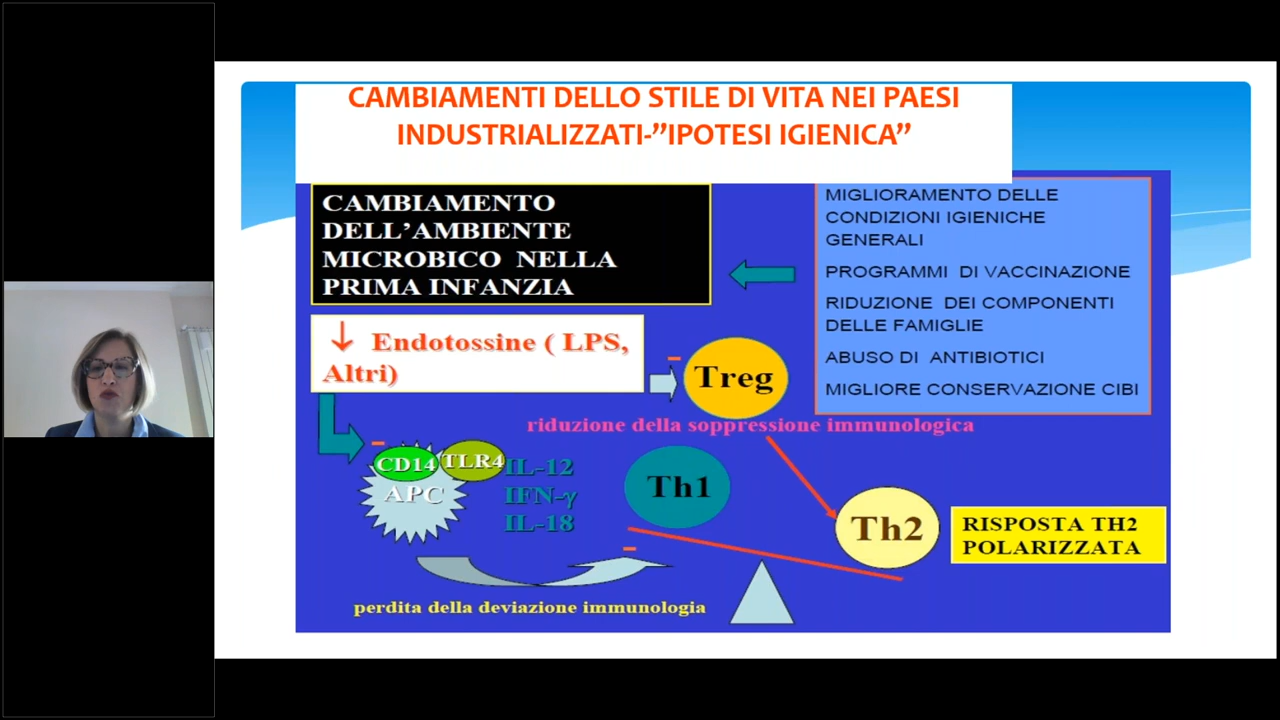 CAMBIAMENTI DELLO STILE DI VITA NEI PAESI
INDUSTRIALIZZATI-”IPOTESI IGIENICA”
CAMBIAMENTO
DELL’AMBIENTE
MICROBICO NELLA
PRIMA INFANZIA
MIGLIORAMENTO DELLE
CONDIZIONI IGIENICHE
GENERALI
PROGRAMMI DI VACCINAZIONE
RIDUZIONE DEI COMPONENTI
DELLE FAMIGLIE
ABUSO DI ANTIBIOTICI
MIGLIORE CONSERVAZIONE CIBI
↓ Endotossine ( LPS,
Altri)
Treg
riduzione della soppressione immunologica
CD14
TLR4
APC
IL-12
IFN-γ
IL-18
Th1
Th2
RISPOSTA TH2
POLARIZZATA
perdita della deviazione immunologia